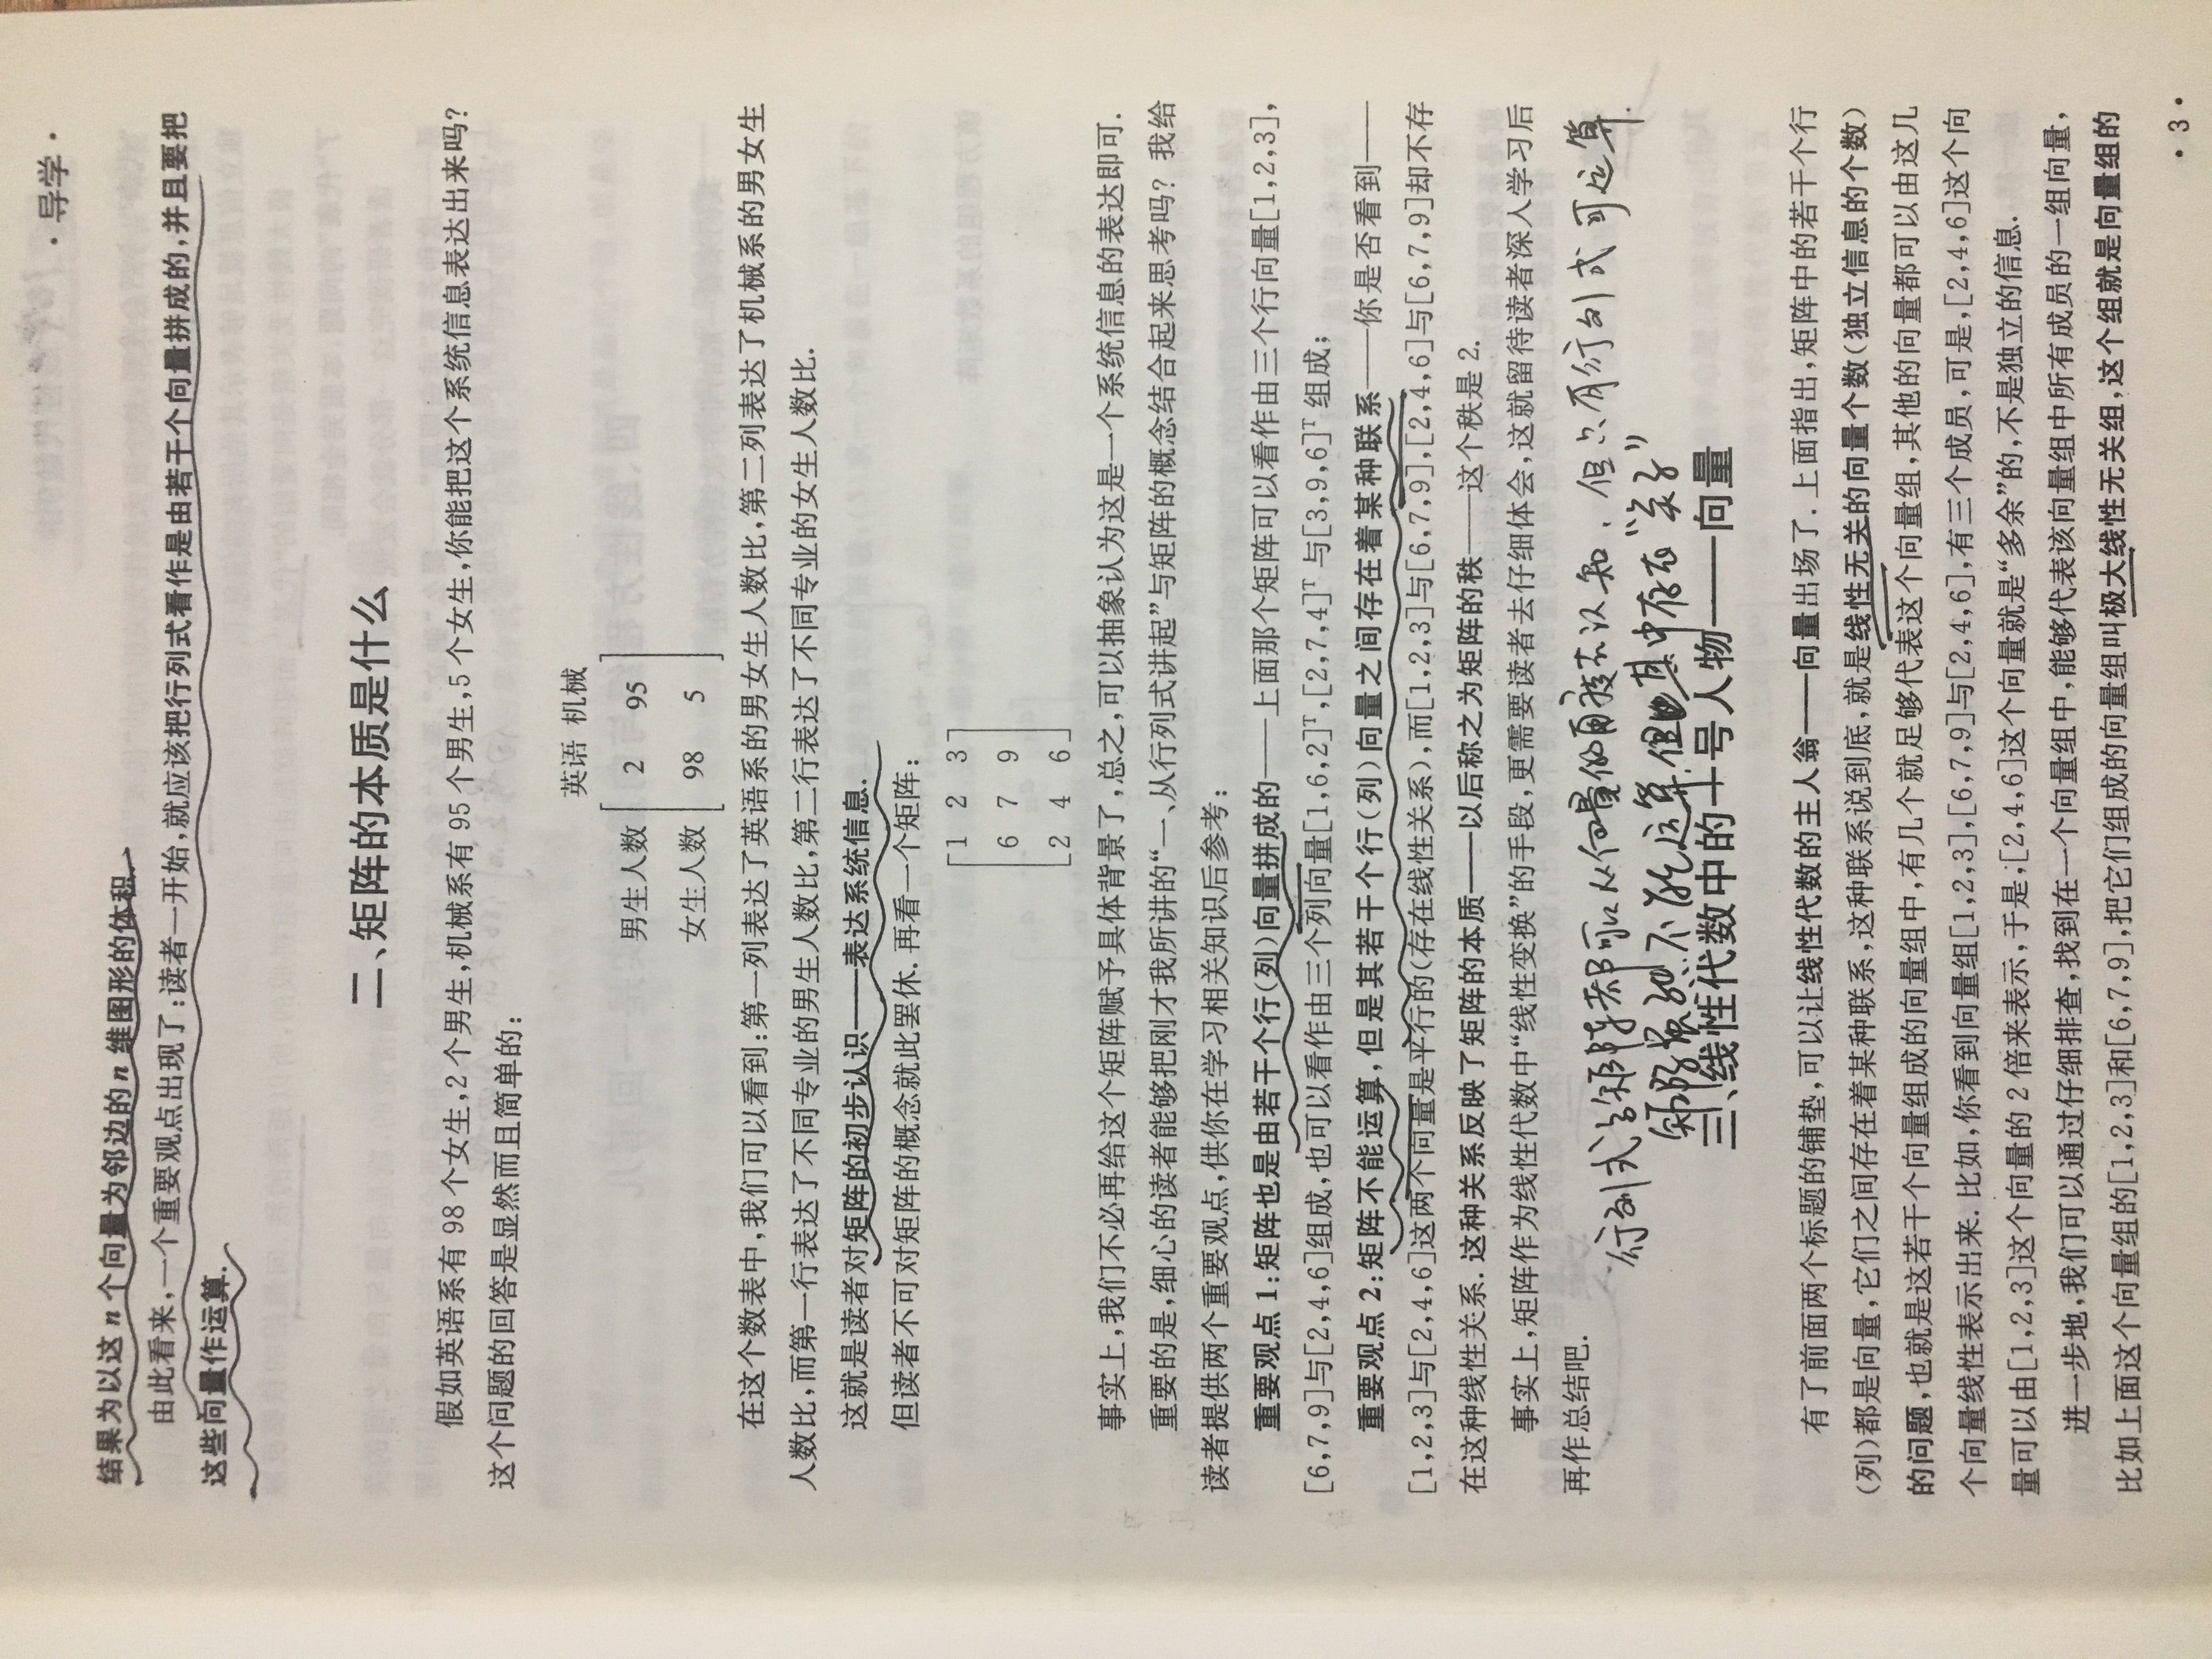 ·导学·
结果为以这 n 个向量为邻边的 n 维图形的体积.
由此看来,一个重要观点出现了:读者一开始,就应该把行列式看作是由若干个向量拼成的,并且要把
这些向量作运算.
二、矩阵的本质是什么
假如英语系有 98 个女生,2 个男生,机械系有 95 个男生,5 个女生,你能把这个系统信息表达出来吗?
这个问题的回答是显然而且简单的:
英语 机械
男生人数 2 95
女生人数 98 5
在这个数表中,我们可以看到:第一列表达了英语系的男女生人数比,第二列表达了机械系的男女生
人数比,而第一行表达了不同专业的男生人数比,第二行表达了不同专业的女生人数比.
这就是读者对矩阵的初步认识——表达系统信息.
但读者不可对矩阵的概念就此罢休.再看一个矩阵:
1 2 3
6 7 9
2 4 6
事实上,我们不必再给这个矩阵赋予具体背景了,总之,可以抽象认为这是一个系统信息的表达即可.
重要的是,细心的读者能够把刚才我所讲的“一、从行列式讲起”与矩阵的概念结合起来思考吗? 我给
读者提供两个重要观点,供你在学习相关知识后参考:
重要观点 1:矩阵也是由若干个行(列)向量拼成的——上面那个矩阵可以看作由三个行向量[1,2,3],
[6,7,9]与[2,4,6]组成,也可以看作由三个列向量[1,6,2]ᵀ,[2,7,4]ᵀ 与[3,9,6]ᵀ 组成;
重要观点 2:矩阵不能运算,但是其若干个行(列)向量之间存在着某种联系——你是否看到——
[1,2,3]与[2,4,6]这两个向量是平行的(存在线性关系),而[1,2,3]与[6,7,9],[2,4,6]与[6,7,9]却不存
在这种线性关系.这种关系反映了矩阵的本质——以后称之为矩阵的秩——这个秩是 2.
事实上,矩阵作为线性代数中“线性变换”的手段,更需要读者去仔细体会,这就留待读者深入学习后
再作总结吧.
行列式与矩阵都可以从向量的角度去认知,但只有行列式可运算.
矩阵虽然不能运算,但其中存在“关子”
三、线性代数中的一号人物——向量
有了前面两个标题的铺垫,可以让线性代数的主人翁——向量出场了.上面指出,矩阵中的若干个行
(列)都是向量,它们之间存在着某种联系,这种联系说到底,就是线性无关的向量个数(独立信息的个数)
的问题,也就是这若干个向量组成的向量组中,有几个就足够代表这个向量组,其他的向量都可以由这几
个向量线性表示出来.比如,你看到向量组[1,2,3],[6,7,9]与[2,4,6],有三个成员,可是,[2,4,6]这个向
量可以由[1,2,3]这个向量的 2 倍来表示,于是,[2,4,6]这个向量就是“多余”的,不是独立的信息.
进一步地,我们可以通过仔细排查,找到在一个向量组中,能够代表该向量组中所有成员的一组向量,
比如上面这个向量组的[1,2,3]和[6,7,9],把它们组成的向量组叫极大线性无关组,这个组就是向量组的
·3·